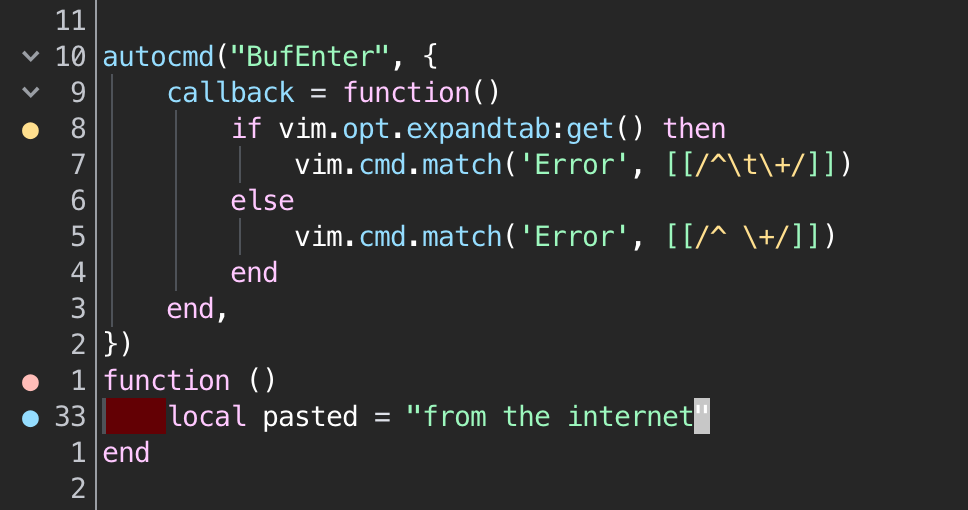 11
10 autocmd("BufEnter", {
9     callback = function()
8         if vim.opt.expandtab:get() then
7             vim.cmd.match('Error', [[/^\t\+/]])
6         else
5             vim.cmd.match('Error', [[/^ \+/]])
4         end
3     end,
2 })
1 function ()
33     local pasted = "from the internet"
1 end
2